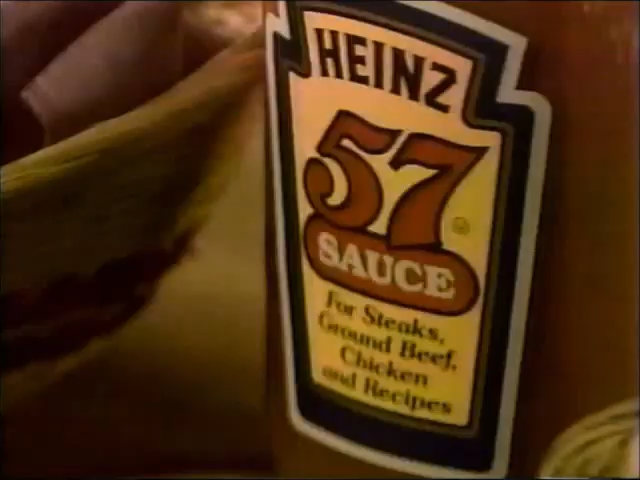 HEINZ
57
SAUCE
For Steaks,
Ground Beef,
Chicken
and Recipes